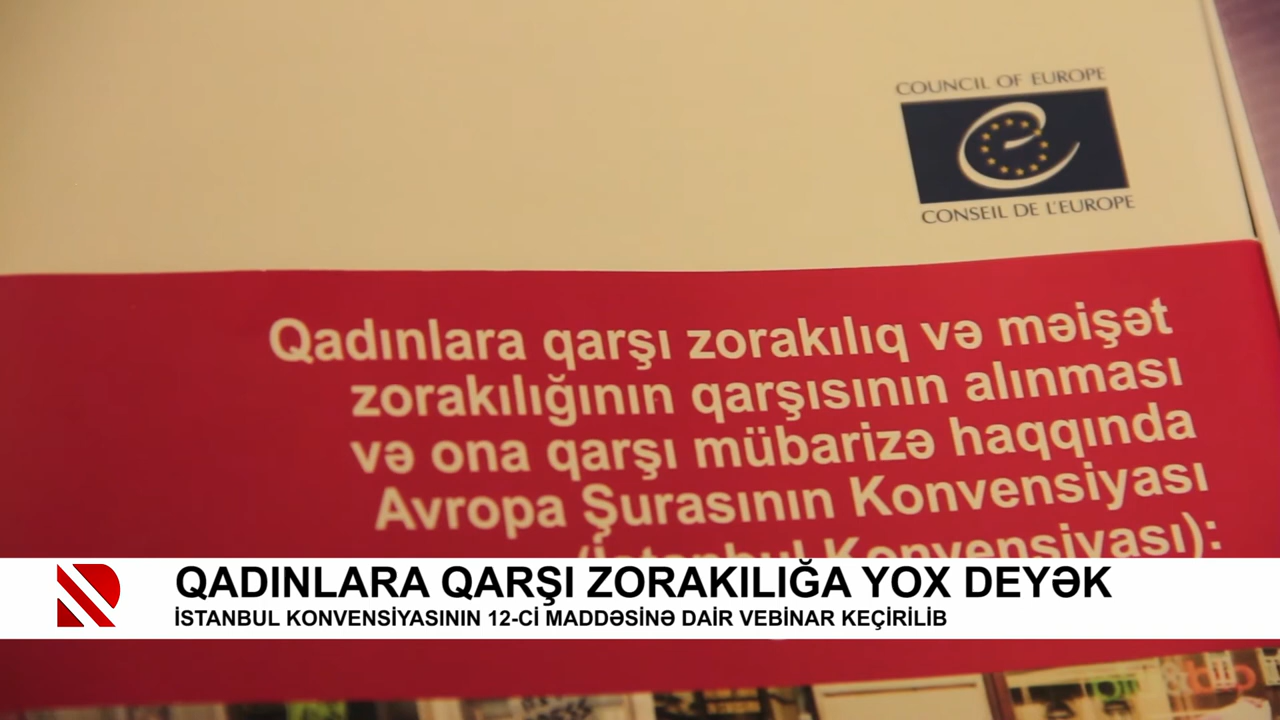 COUNCIL OF EUROPE
CONSEIL DE L'EUROPE
Qadınlara qarşı zorakılıq və məişət
zorakılığının qarşısının alınması
və ona qarşı mübarizə haqqında
Avropa Şurasının Konvensiyası
(İstanbul Konvensiyası):
QADINLARA QARŞI ZORAKILIĞA YOX DEYƏK
İSTANBUL KONVENSİYASININ 12-Cİ MADDƏSİNƏ DAİR VEBİNAR KEÇİRİLİB